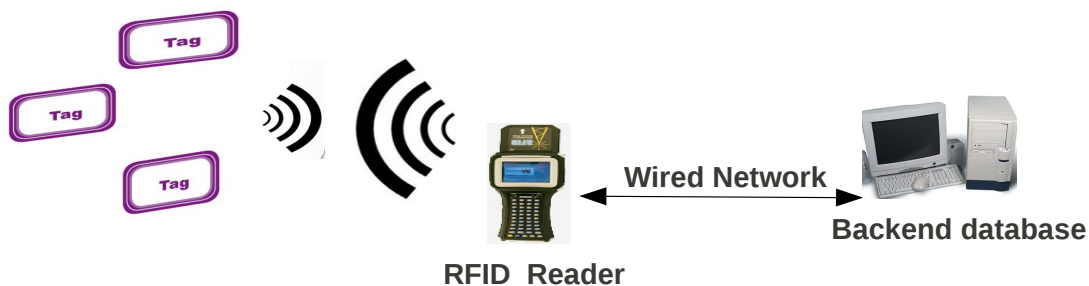 Tag
Tag
Tag
Wired Network
Backend database
RFID Reader